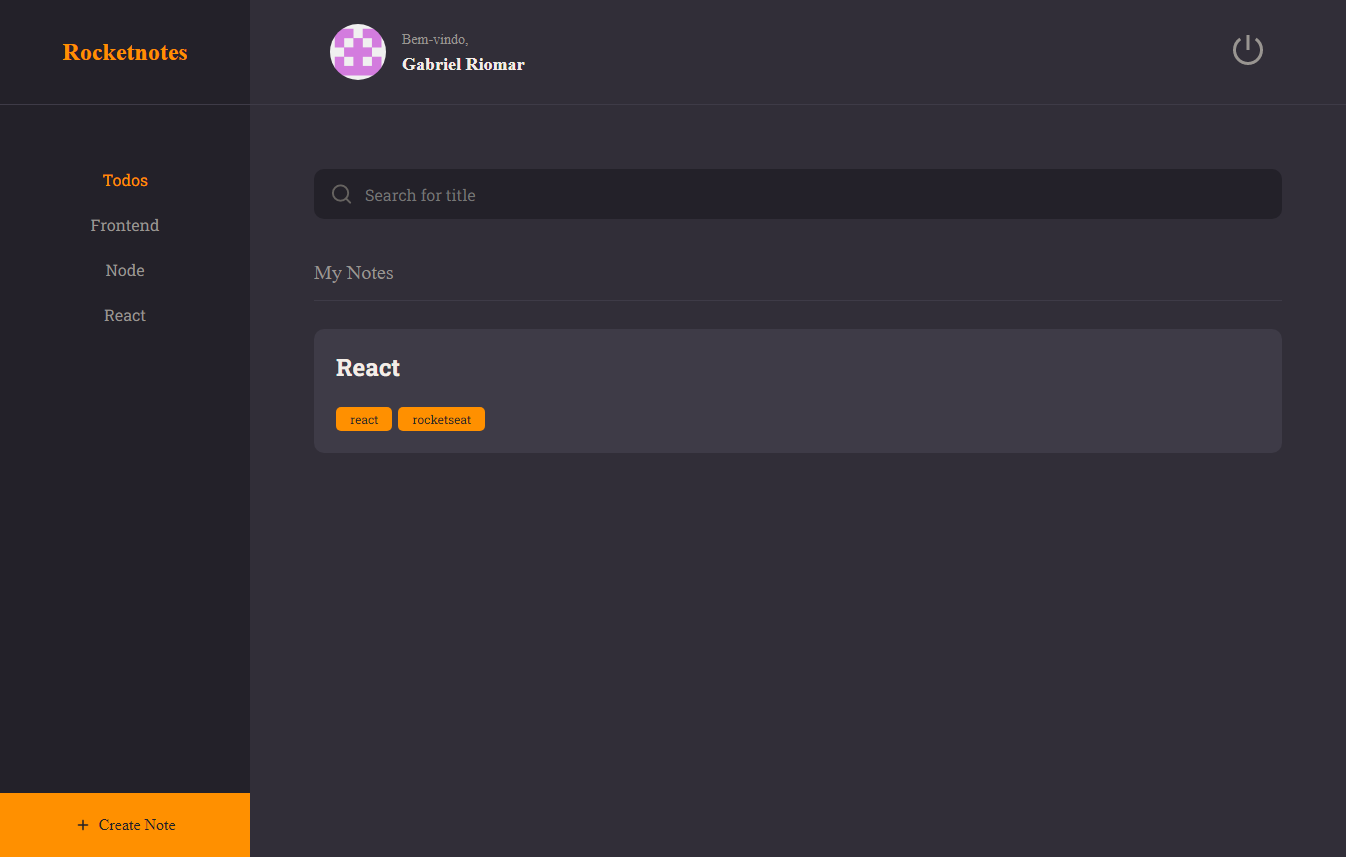 Rocketnotes
Bem-vindo,
Gabriel Riomar
Todos
Frontend
Node
React
Search for title
My Notes
React
react rocketseat
+ Create Note